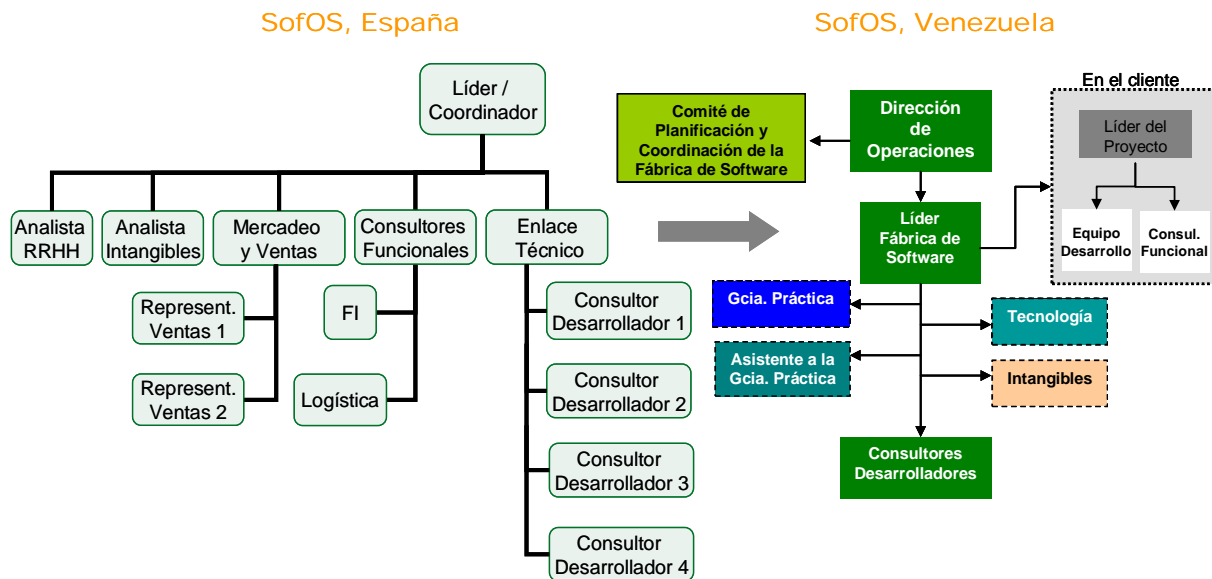 SofOS, España
Líder /
Coordinador
Analista
RRHH
Analista
Intangibles
Mercadeo
y Ventas
Consultores
Funcionales
Enlace
Técnico
Represent.
Ventas 1
Represent.
Ventas 2
FI
Logística
Consultor
Desarrollador 1
Consultor
Desarrollador 2
Consultor
Desarrollador 3
Consultor
Desarrollador 4
SofOS, Venezuela
Comité de
Planificación y
Coordinación de la
Fábrica de Software
Dirección
de
Operaciones
En el cliente
Líder del
Proyecto
Equipo
Desarrollo
Consul.
Funcional
Líder
Fábrica de
Software
Gcia. Práctica
Tecnología
Asistente a la
Gcia. Práctica
Intangibles
Consultores
Desarrolladores